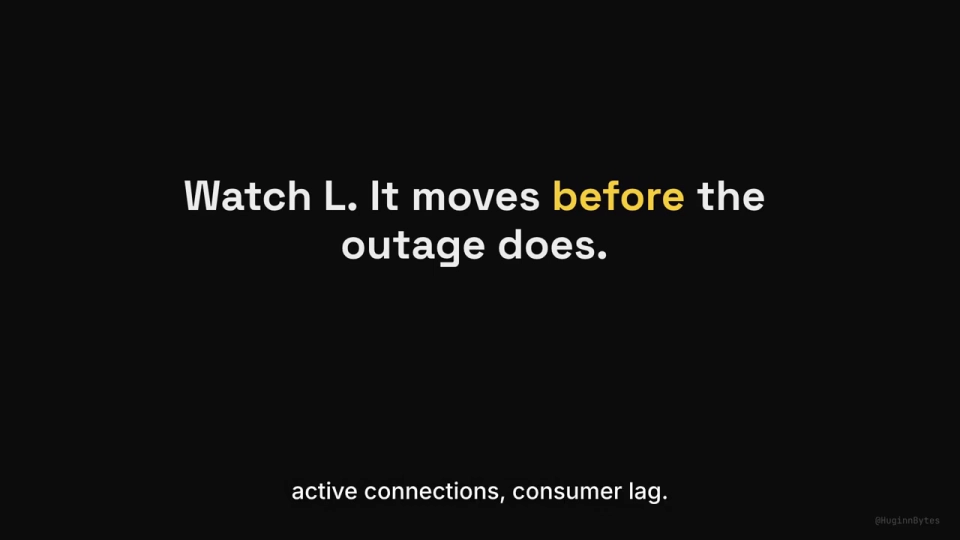 Watch L. It moves before the
outage does.
active connections, consumer lag.
@HuginnBytes